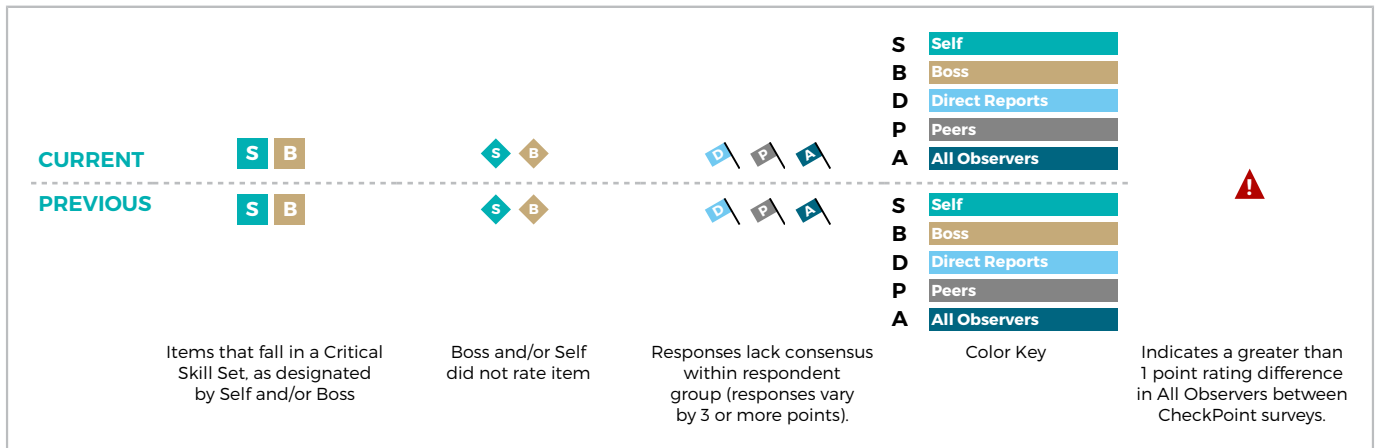 S Self
B Boss
D Direct Reports
P Peers
A All Observers
CURRENT S B S B D P A
PREVIOUS S B S B D P A
S Self
B Boss
D Direct Reports
P Peers
A All Observers
Items that fall in a Critical
Skill Set, as designated
by Self and/or Boss
Boss and/or Self
did not rate item
Responses lack consensus
within respondent
group (responses vary
by 3 or more points).
Color Key
Indicates a greater than
1 point rating difference
in All Observers between
CheckPoint surveys.